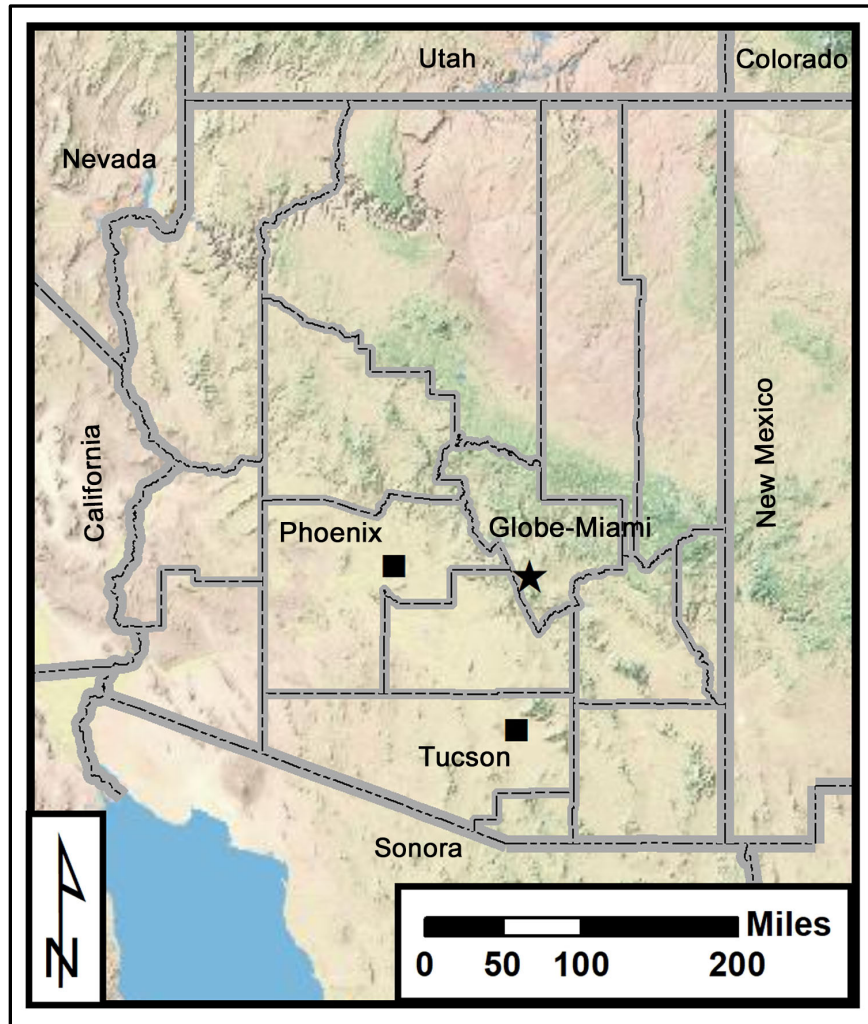 Utah
Colorado
Nevada
California
New Mexico
Phoenix
Globe-Miami
Tucson
Sonora
N
Miles
0 50 100 200